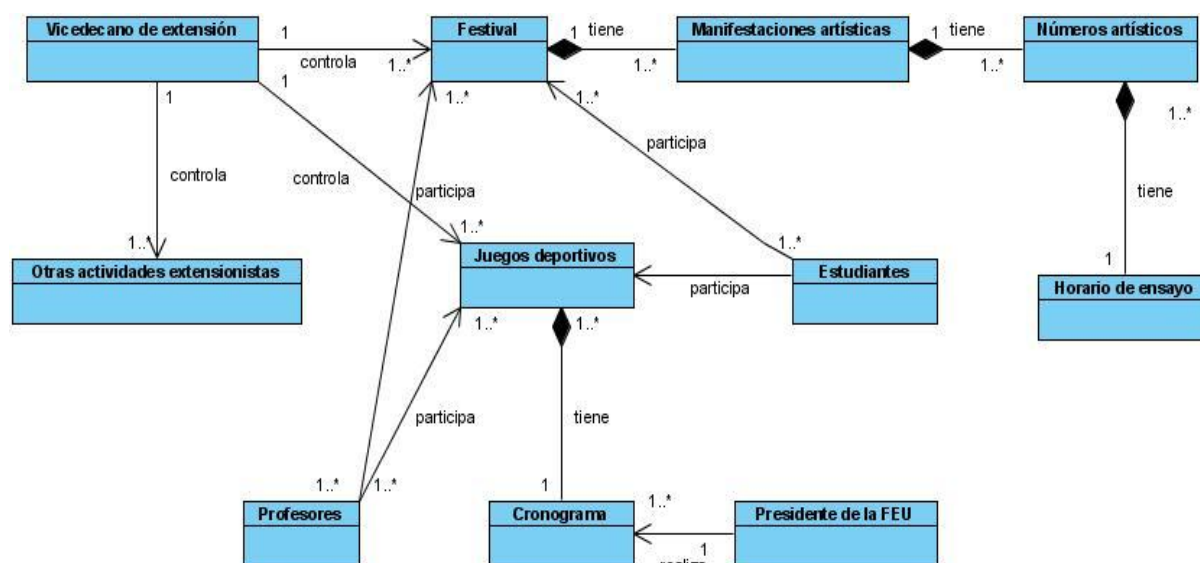 Vicedecano de extensión
1
controla
1..*
Festival
1
tiene
1..*
Manifestaciones artísticas
1
tiene
1..*
Números artísticos
1
1
1..*
1..*
1..*
controla
controla
participa
participa
tiene
1..*
1..*
1..*
1
Otras actividades extensionistas
Juegos deportivos
participa
Estudiantes
Horario de ensayo
1..*
1..*
participa
tiene
1..*
1..*
1
1..*
Profesores
Cronograma
1
Presidente de la FEU
realiza